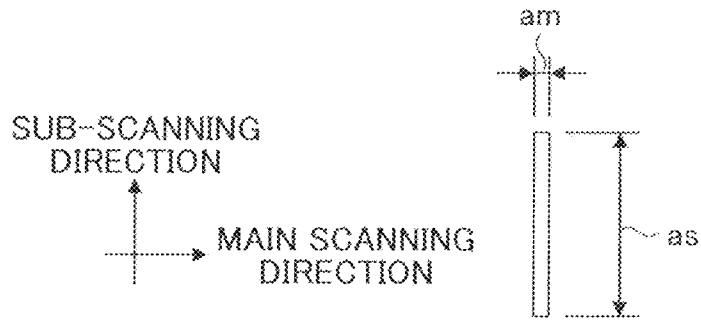 am
SUB-SCANNING
DIRECTION
MAIN SCANNING
DIRECTION
as